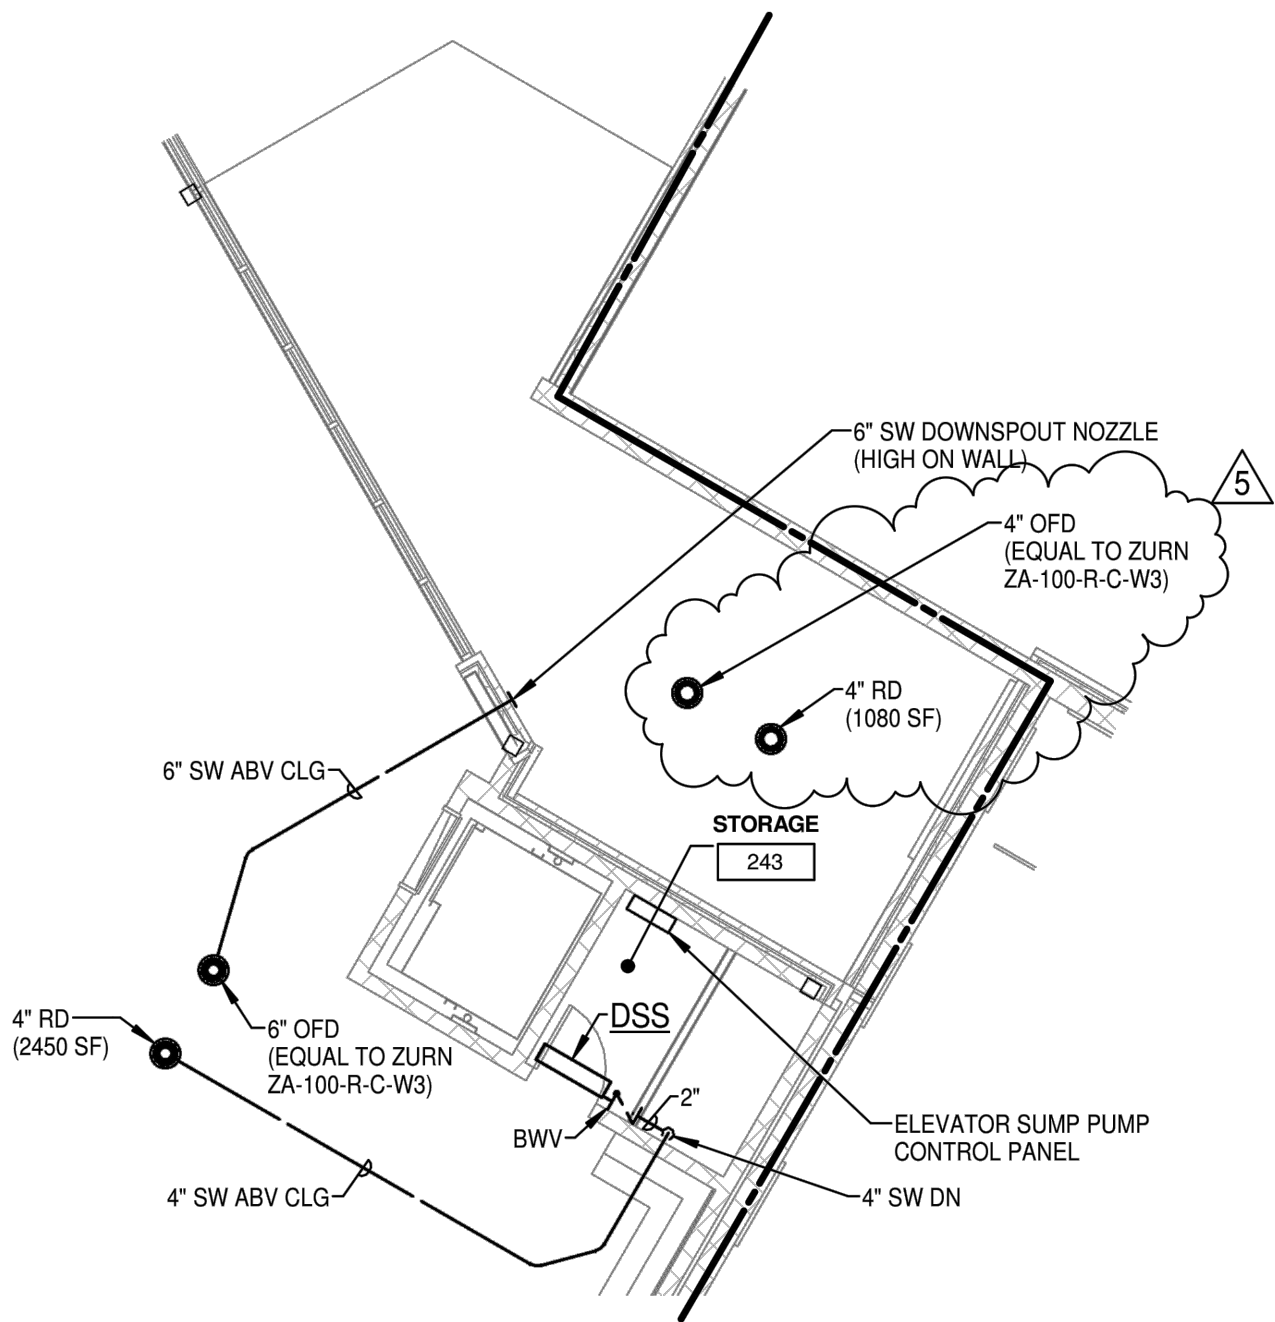 6" SW DOWNSPOUT NOZZLE
(HIGH ON WALL)
5
4" OFD
(EQUAL TO ZURN
ZA-100-R-C-W3)
4" RD
(1080 SF)
6" SW ABV CLG
STORAGE
243
4" RD
(2450 SF)
6" OFD
(EQUAL TO ZURN
ZA-100-R-C-W3)
DSS
2"
BWV
ELEVATOR SUMP PUMP
CONTROL PANEL
4" SW ABV CLG
4" SW DN